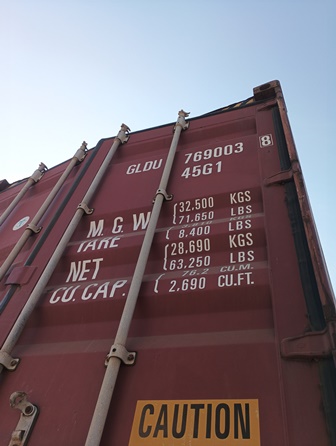 GLDU 769003 8
45G1
M.G.W. 32.500 KGS
71.650 LBS
TARE
8,400 LBS
NET 28,690 KGS
63,250 LBS
CU.CAP. 76.2 CU.M.
2,690 CU.FT.
CAUTION